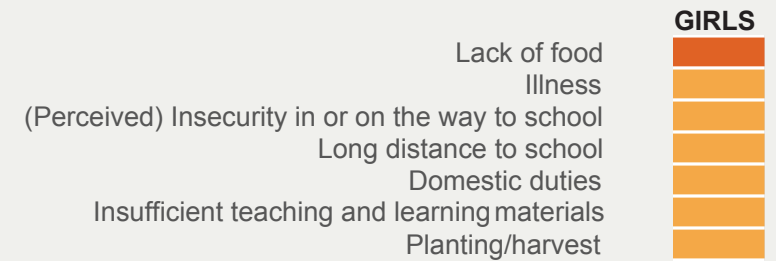 GIRLS
Lack of food
Illness
(Perceived) Insecurity in or on the way to school
Long distance to school
Domestic duties
Insufficient teaching and learning materials
Planting/harvest